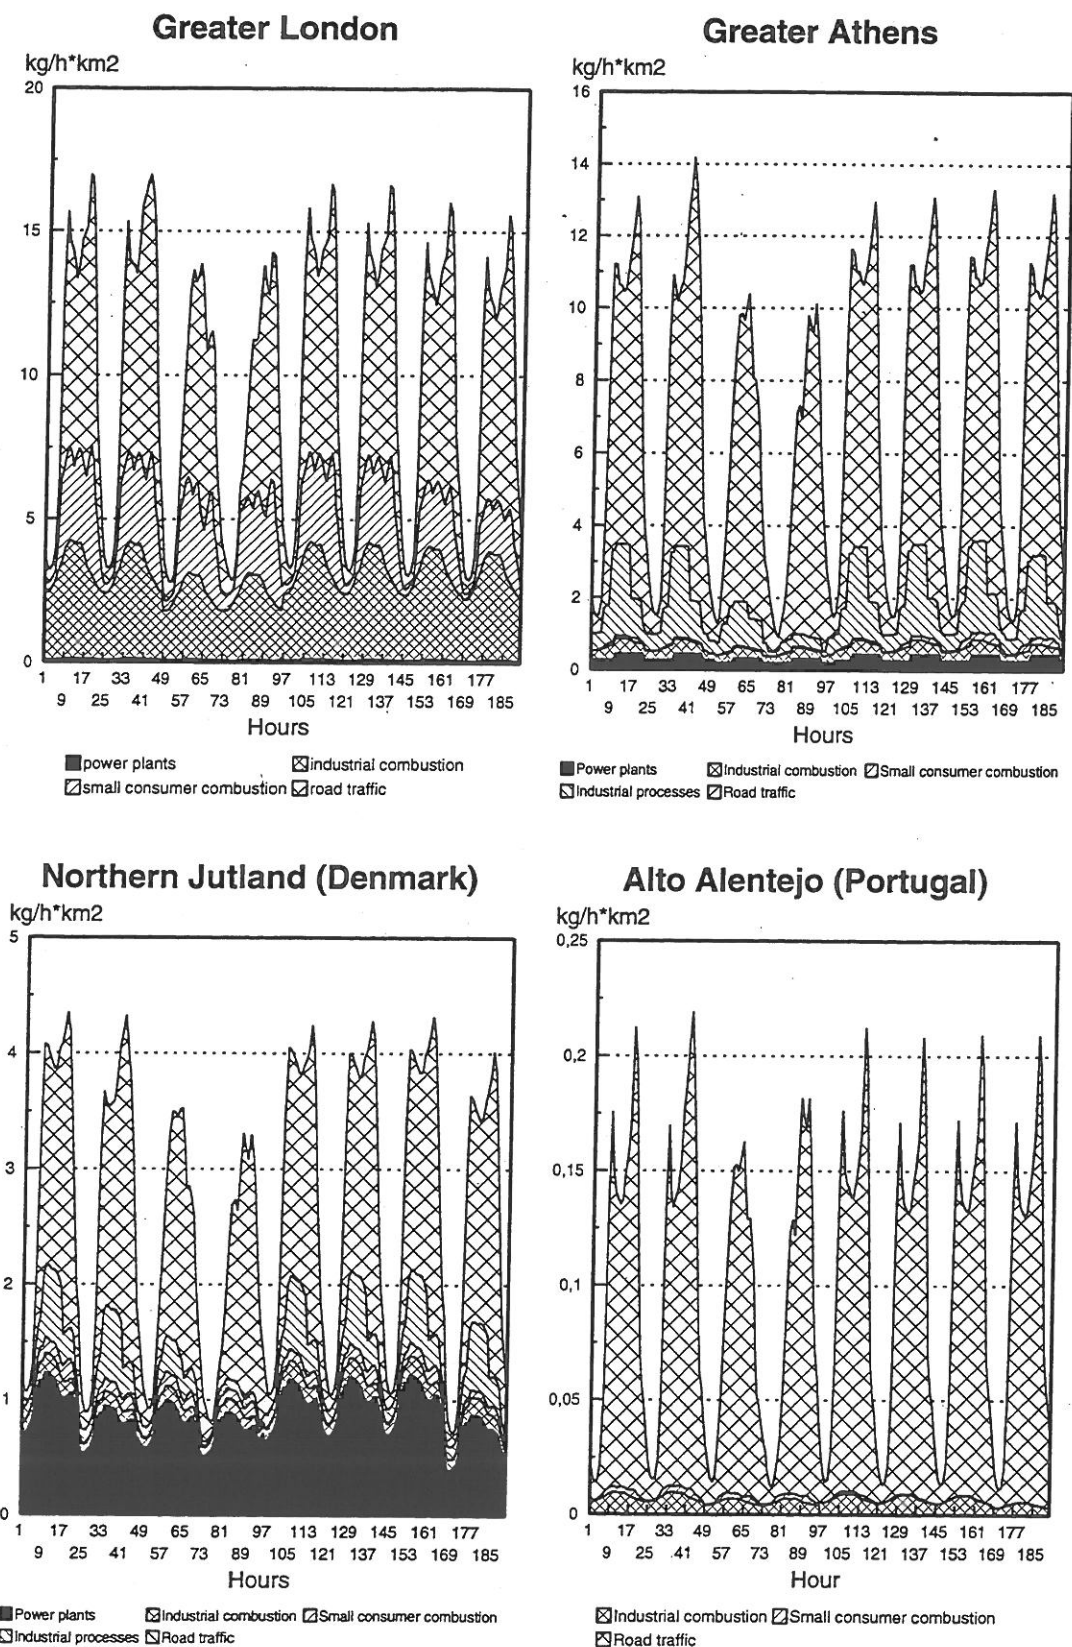 Greater London
kg/h*km2
20
15
10
5
0
1 17 33 49 65 81 97 113 129 145 161 177
9 25 41 57 73 89 105 121 137 153 169 185
Hours
power plants industrial combustion
small consumer combustion road traffic
Greater Athens
kg/h*km2
16
14
12
10
8
6
4
2
0
1 17 33 49 65 81 97 113 129 145 161 177
9 25 41 57 73 89 105 121 137 153 169 185
Hours
Power plants Industrial combustion Small consumer combustion
Industrial processes Road traffic
Northern Jutland (Denmark)
kg/h*km2
5
4
3
2
1
0
1 17 33 49 65 81 97 113 129 145 161 177
9 25 41 57 73 89 105 121 137 153 169 185
Hours
Power plants Industrial combustion Small consumer combustion
Industrial processes Road traffic
Alto Alentejo (Portugal)
kg/h*km2
0,25
0,2
0,15
0,1
0,05
0
1 17 33 49 65 81 97 113 129 145 161 177
9 25 41 57 73 89 105 121 137 153 169 185
Hour
Industrial combustion Small consumer combustion
Road traffic